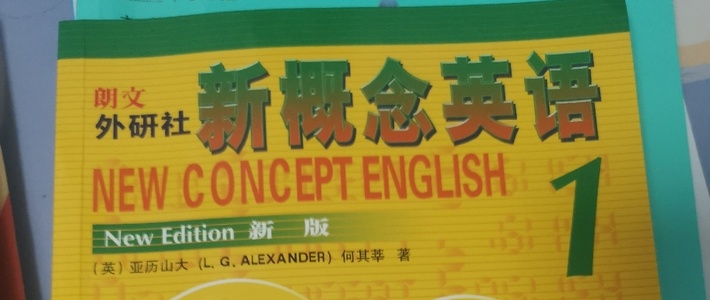 朗文
外研社
新概念英语
NEW CONCEPT ENGLISH
1
New Edition 新 版
(英) 亚历山大 (L. G. ALEXANDER) 何其莘 著